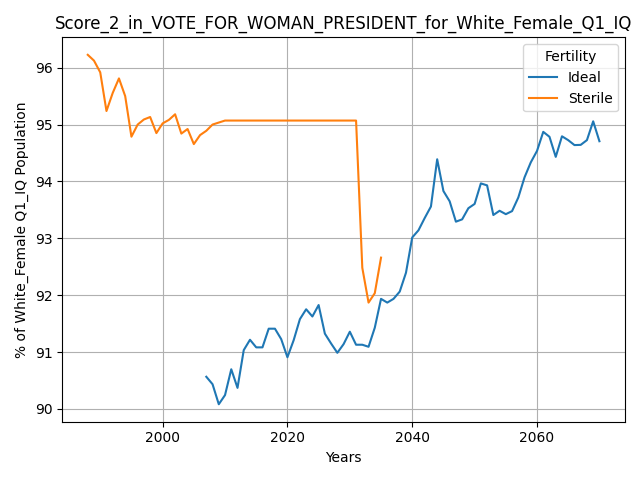 Score_2_in_VOTE_FOR_WOMAN_PRESIDENT_for_White_Female_Q1_IQ
Fertility
Ideal
Sterile
96
95
94
93
92
91
90
% of White_Female Q1_IQ Population
2000
2020
2040
2060
Years